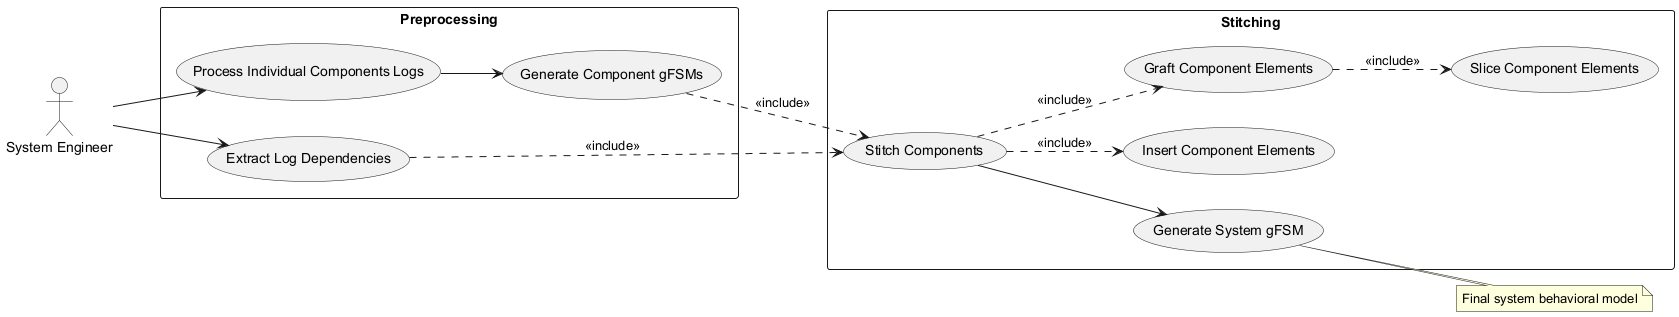 Preprocessing
Stitching
Process Individual Components Logs
Generate Component gFSMs
Graft Component Elements
«include»
Slice Component Elements
«include»
«include»
System Engineer
Extract Log Dependencies
«include»
Stitch Components
«include»
Insert Component Elements
Generate System gFSM
Final system behavioral model